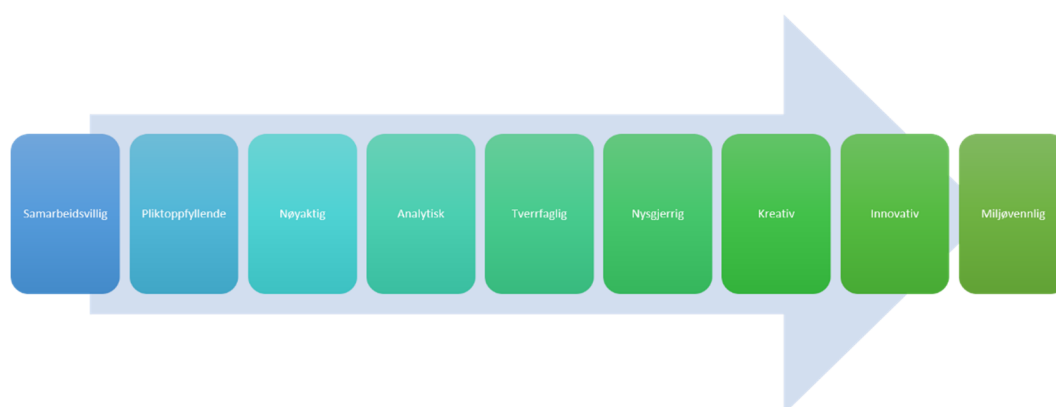 Samarbeidsvillig
Pliktoppfyllende
Nøyaktig
Analytisk
Tverrfaglig
Nysgjerrig
Kreativ
Innovativ
Miljøvennlig